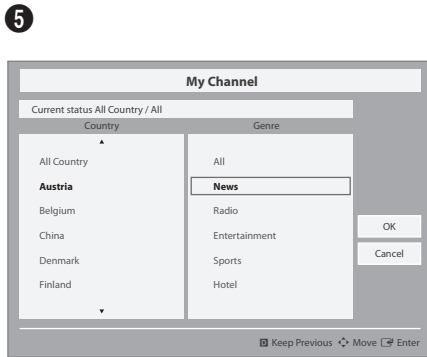 5
My Channel
Current status All Country / All
Country Genre
All Country All
Austria News
Belgium Radio
China Entertainment
Denmark Sports
Finland Hotel
OK
Cancel
D Keep Previous Move Enter